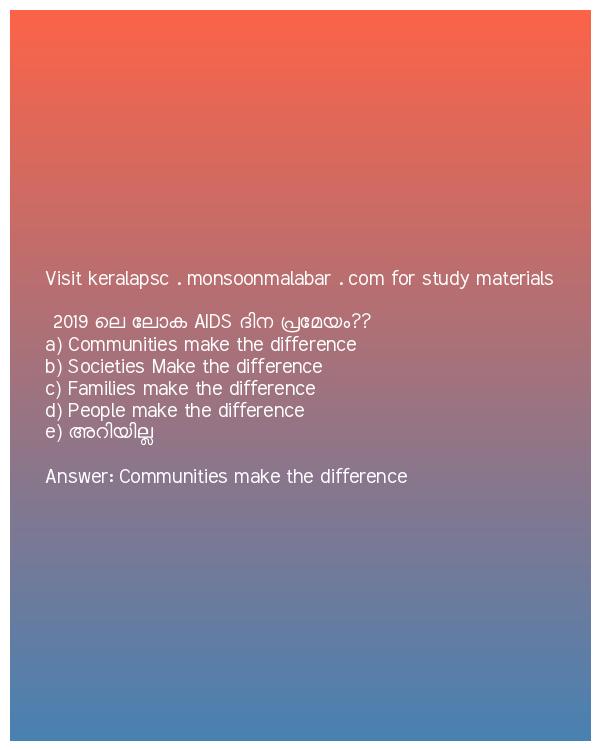 Visit keralapsc . monsoonmalabar . com for study materials
2019 ലെ ലോക AIDS ദിന പ്രമേയം??
a) Communities make the difference
b) Societies Make the difference
c) Families make the difference
d) People make the difference
e) അറിയില്ല
Answer: Communities make the difference